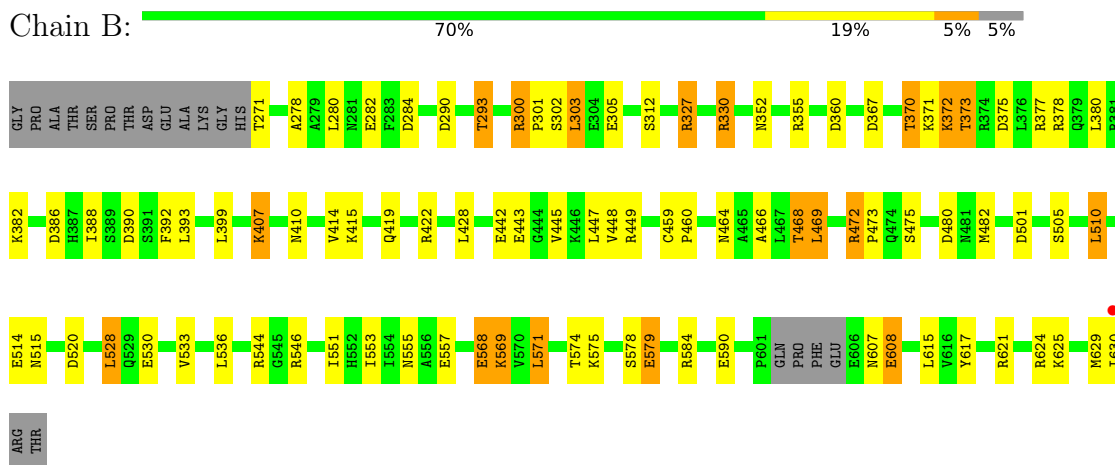 Chain B:
70% 19% 5% 5%
GLY PRO ALA THR SER PRO THR ASP GLU ALA LYS GLY HIS T271 A278 A279 L280 N281 E282 F283 D284 D290 T293 R300 P301 S302 L303 E304 E305 S312 R327 R330 N352 R355 D360 D367 T370 K371 K372 T373 R374 D375 L376 R377 R378 Q379 L380
K382 D386 H387 I388 S389 D390 S391 F392 L393 L399 K407 N410 V414 K415 Q419 R422 L428 E442 E443 G444 V445 K446 L447 V448 R449 C459 P460 N464 A465 A466 L467 T468 L469 R472 P473 Q474 S475 D480 N481 M482 D501 S505 L510
E514 N515 D520 L528 Q529 E530 V533 L536 R544 G545 R546 I551 H552 I553 I554 N555 A556 E557 E568 K569 V570 L571 T574 K575 S578 E579 R584 E590 P601 GLN PRO PHE GLU E606 N607 E608 L615 V616 Y617 R621 R624 K625 M629
ARG THR